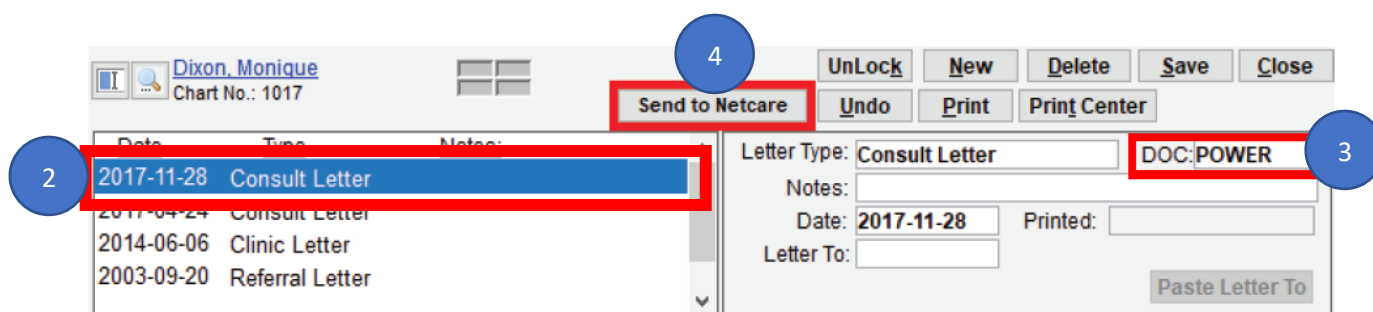 4
Dixon, Monique
Chart No.: 1017
UnLock New Delete Save Close
Send to Netcare Undo Print Print Center
Date Type Notes:
2
2017-11-28 Consult Letter
2017-04-24 Consult Letter
2014-06-06 Clinic Letter
2003-09-20 Referral Letter
Letter Type: Consult Letter DOC:POWER
3
Notes:
Date: 2017-11-28 Printed:
Letter To:
Paste Letter To